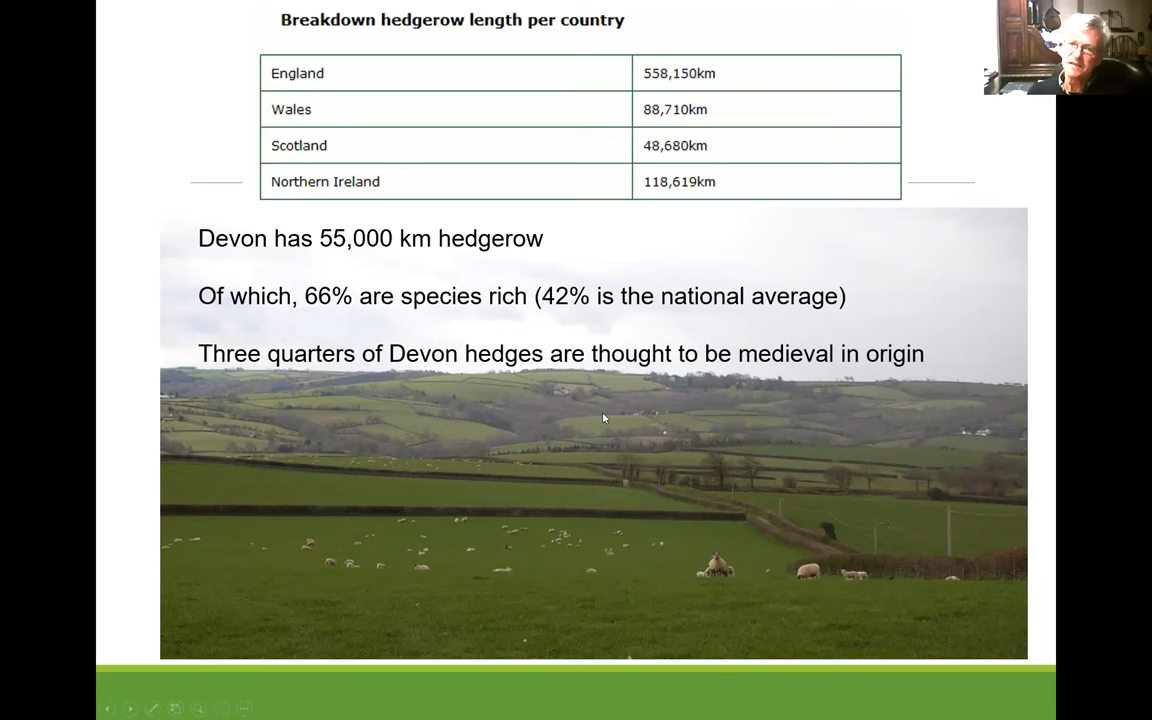 Breakdown hedgerow length per country
England 558,150km
Wales 88,710km
Scotland 48,680km
Northern Ireland 118,619km
Devon has 55,000 km hedgerow
Of which, 66% are species rich (42% is the national average)
Three quarters of Devon hedges are thought to be medieval in origin